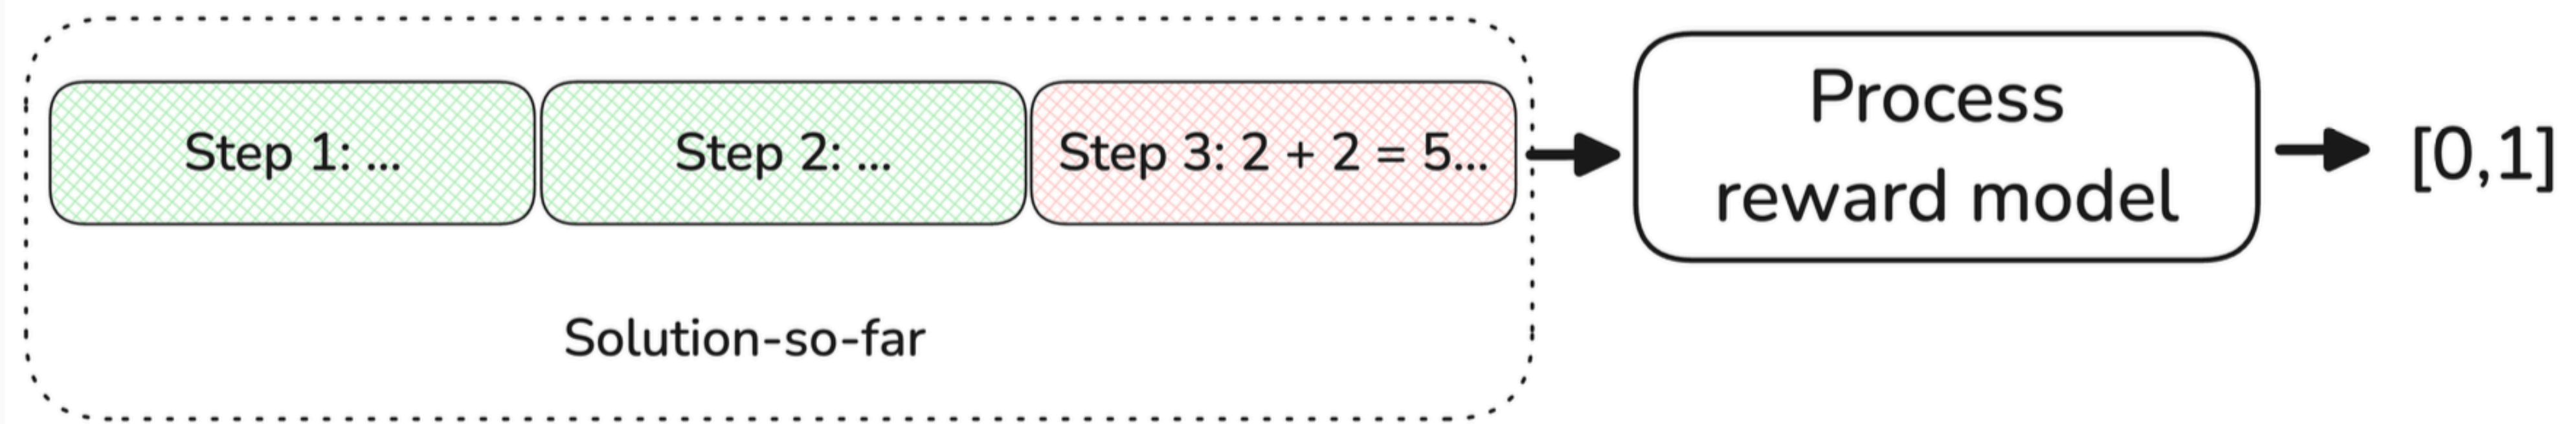 Step 1: ...
Step 2: ...
Step 3: 2 + 2 = 5...
Solution-so-far
Process
reward model
[0,1]